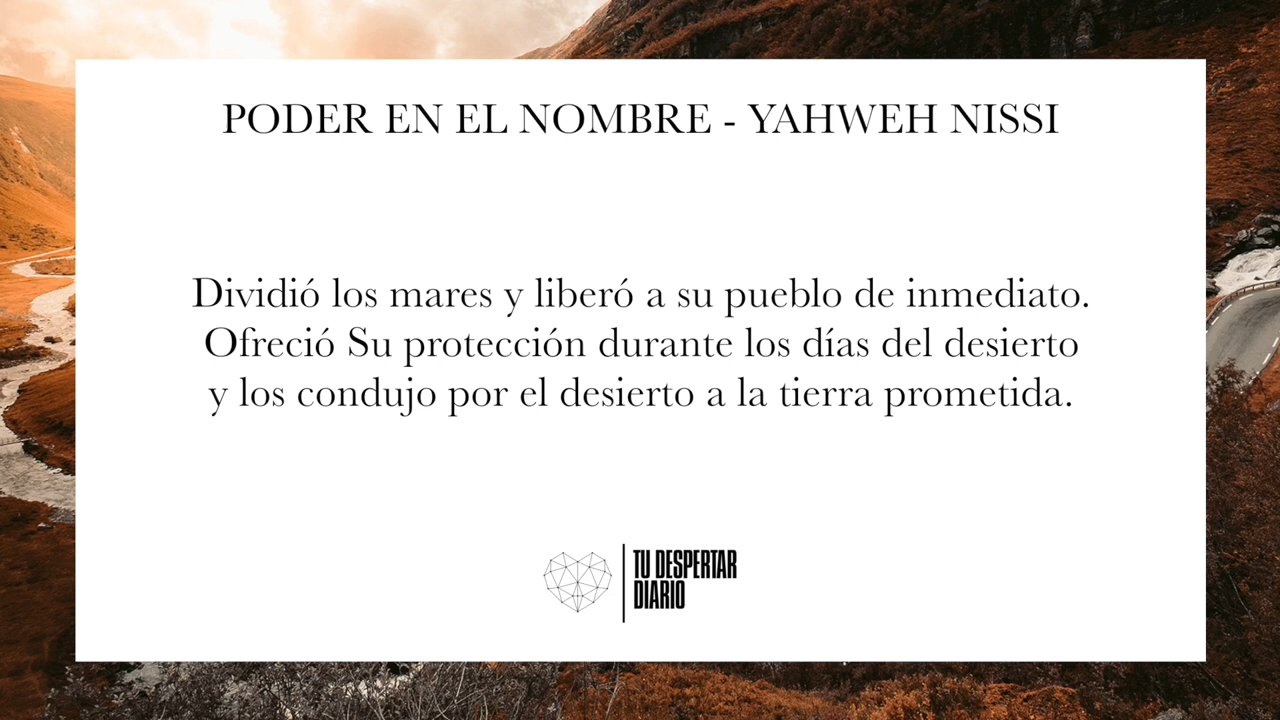 PODER EN EL NOMBRE - YAHWEH NISSI
Dividió los mares y liberó a su pueblo de inmediato.
Ofreció Su protección durante los días del desierto
y los condujo por el desierto a la tierra prometida.
TU DESPERTAR
DIARIO